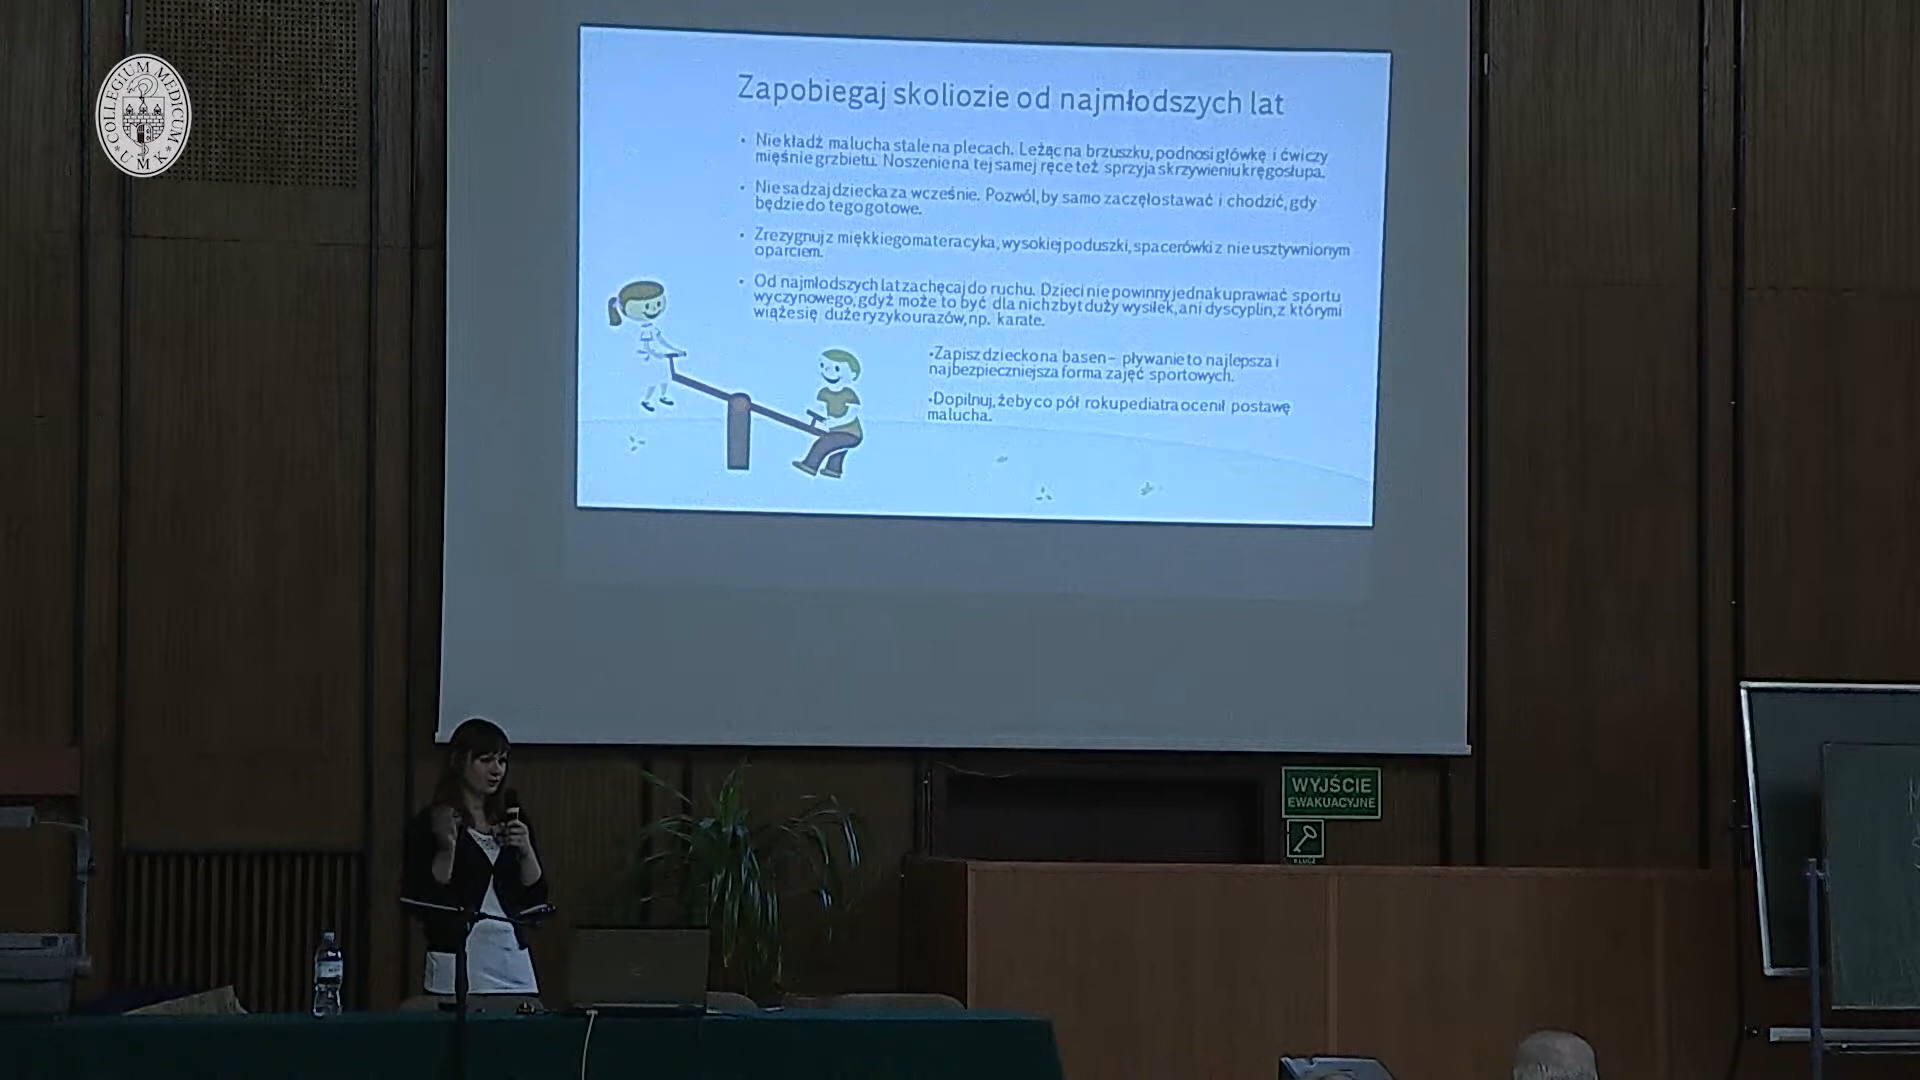 COLLEGIUM MEDICUM
* UMK *
Zapobiegaj skoliozie od najmłodszych lat
• Nie kładź malucha stale na plecach. Leżąc na brzuszku, podnosi główkę i ćwiczy
mięśnie grzbietu. Noszenie na tej samej ręce też sprzyja skrzywieniu kręgosłupa.
• Nie sadzaj dziecka za wcześnie. Pozwól, by samo zaczęło stawać i chodzić, gdy
będzie do tego gotowe.
• Zrezygnuj z miękkiego materacyka, wysokiej poduszki, spacerówki z nie usztywnionym
oparciem.
• Od najmłodszych lat zachęcaj do ruchu. Dzieci nie powinny jednak uprawiać sportu
wyczynowego, gdyż może to być dla nich zbyt duży wysiłek, ani dyscyplin, z którymi
wiąże się duże ryzyko urazów, np. karate.
•Zapisz dziecko na basen – pływanie to najlepsza i
najbezpieczniejsza forma zajęć sportowych.
•Dopilnuj, żeby co pół roku pediatra ocenił postawę
malucha.
WYJŚCIE
EWAKUACYJNE
KLUCZ